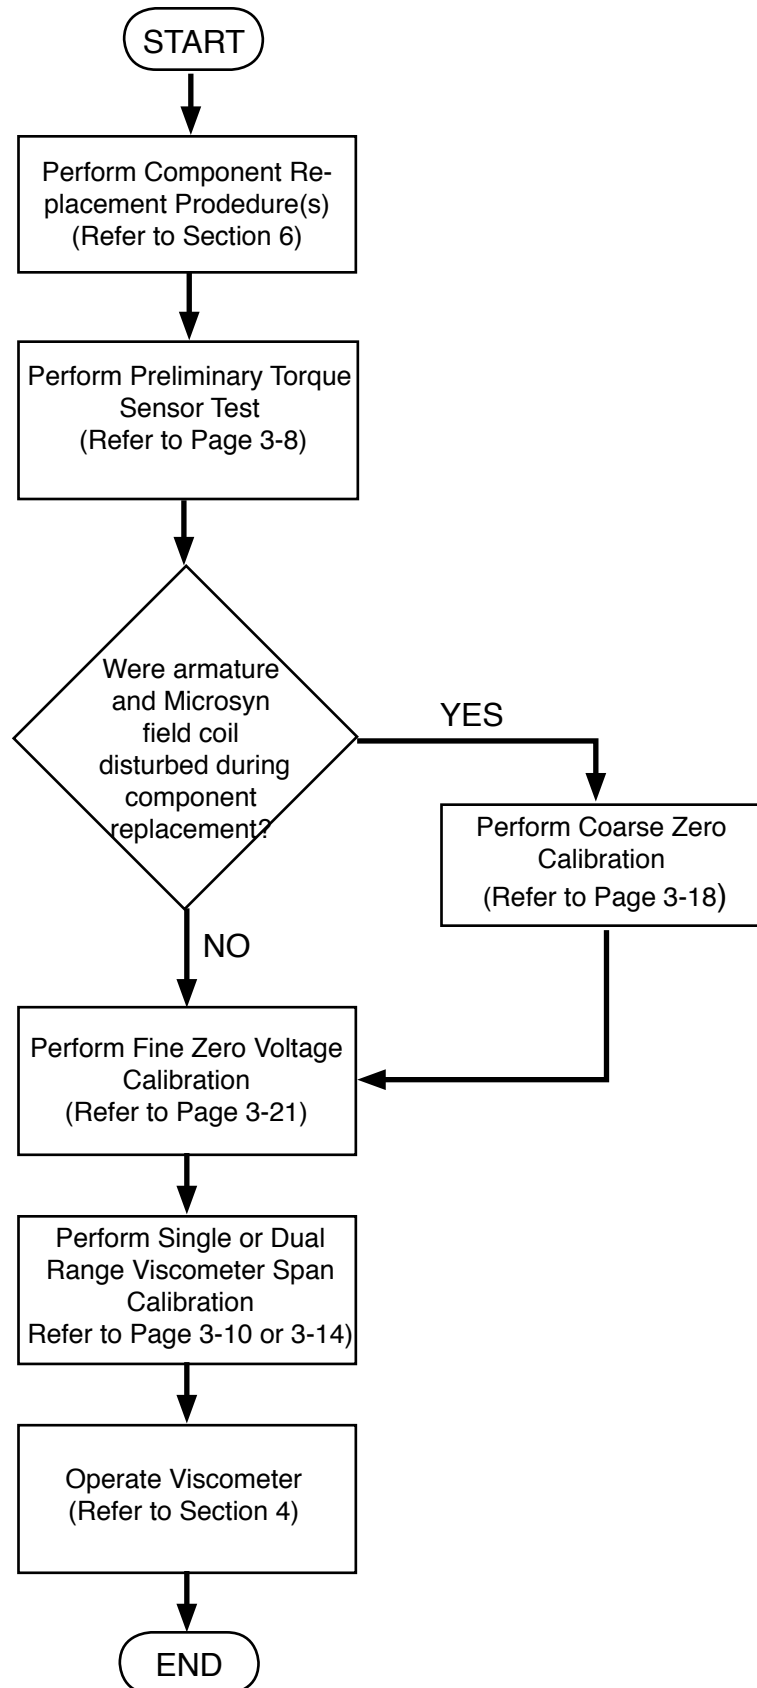 START
Perform Component Re-
placement Prodedure(s)
(Refer to Section 6)
Perform Preliminary Torque
Sensor Test
(Refer to Page 3-8)
Were armature
and Microsyn
field coil
disturbed during
component
replacement?
YES
Perform Coarse Zero
Calibration
(Refer to Page 3-18)
NO
Perform Fine Zero Voltage
Calibration
(Refer to Page 3-21)
Perform Single or Dual
Range Viscometer Span
Calibration
Refer to Page 3-10 or 3-14)
Operate Viscometer
(Refer to Section 4)
END